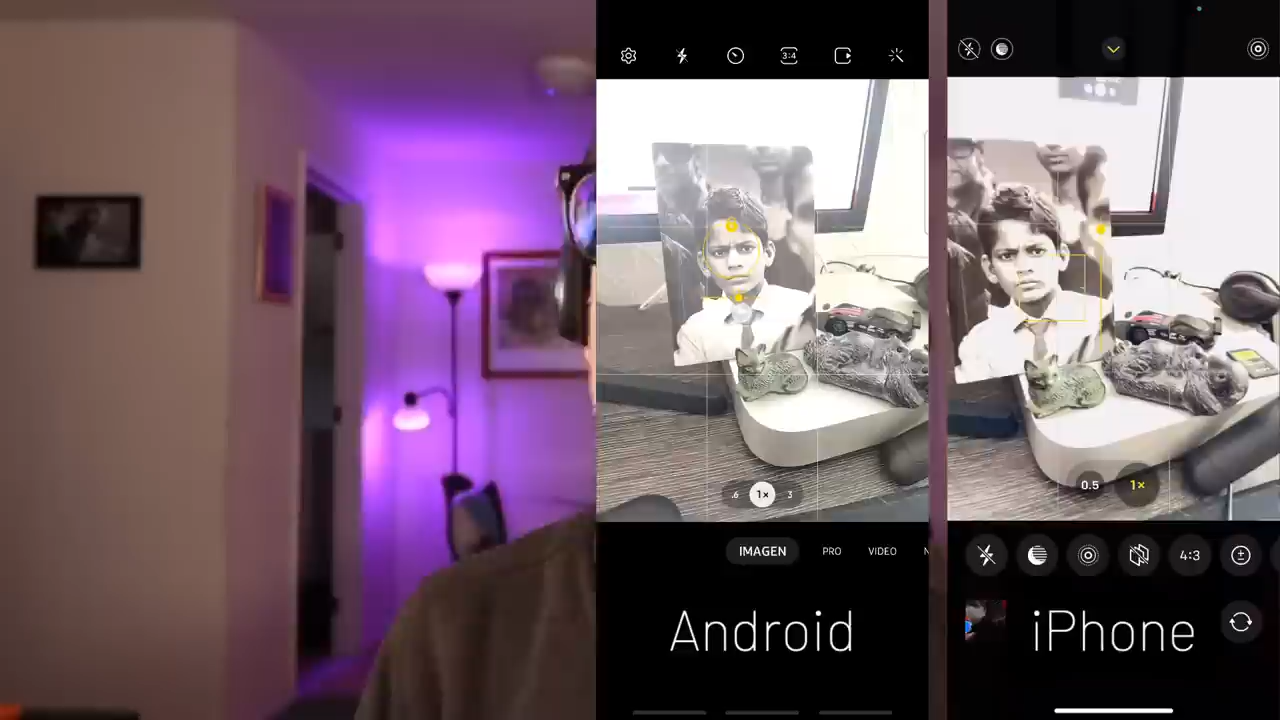 3:4
.6 1× 3
IMAGEN PRO VIDEO
Android
0.5 1×
4:3
iPhone